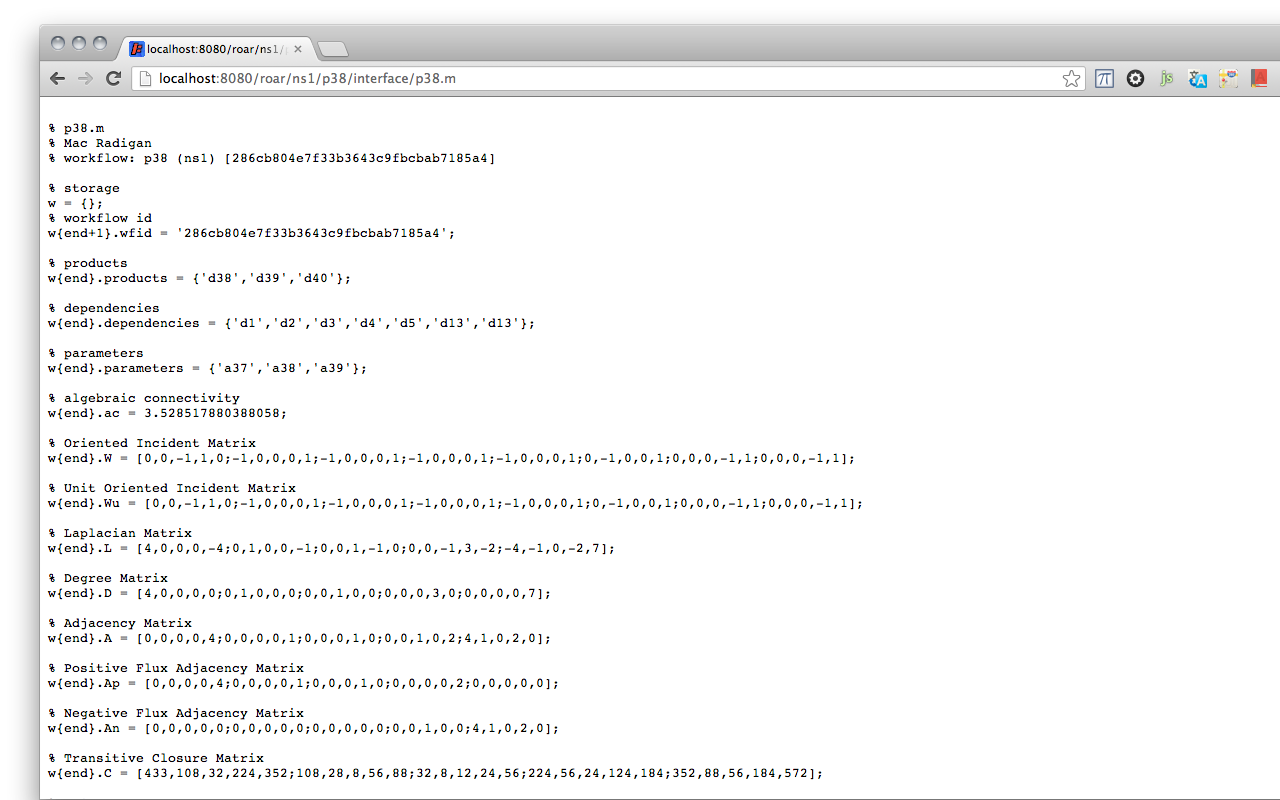 localhost:8080/roar/ns1/
localhost:8080/roar/ns1/p38/interface/p38.m
π
js
% p38.m
% Mac Radigan
% workflow: p38 (ns1) [286cb804e7f33b3643c9fbcbab7185a4]
% storage
w = {};
% workflow id
w{end+1}.wfid = '286cb804e7f33b3643c9fbcbab7185a4';
% products
w{end}.products = {'d38','d39','d40'};
% dependencies
w{end}.dependencies = {'d1','d2','d3','d4','d5','d13','d13'};
% parameters
w{end}.parameters = {'a37','a38','a39'};
% algebraic connectivity
w{end}.ac = 3.528517880388058;
% Oriented Incident Matrix
w{end}.W = [0,0,-1,1,0;-1,0,0,0,1;-1,0,0,0,1;-1,0,0,0,1;-1,0,0,0,1;0,-1,0,0,1;0,0,0,-1,1;0,0,0,-1,1];
% Unit Oriented Incident Matrix
w{end}.Wu = [0,0,-1,1,0;-1,0,0,0,1;-1,0,0,0,1;-1,0,0,0,1;-1,0,0,0,1;0,-1,0,0,1;0,0,0,-1,1;0,0,0,-1,1];
% Laplacian Matrix
w{end}.L = [4,0,0,0,-4;0,1,0,0,-1;0,0,1,-1,0;0,0,-1,3,-2;-4,-1,0,-2,7];
% Degree Matrix
w{end}.D = [4,0,0,0,0;0,1,0,0,0;0,0,1,0,0;0,0,0,3,0;0,0,0,0,7];
% Adjacency Matrix
w{end}.A = [0,0,0,0,4;0,0,0,0,1;0,0,0,1,0;0,0,1,0,2;4,1,0,2,0];
% Positive Flux Adjacency Matrix
w{end}.Ap = [0,0,0,0,4;0,0,0,0,1;0,0,0,1,0;0,0,0,0,2;0,0,0,0,0];
% Negative Flux Adjacency Matrix
w{end}.An = [0,0,0,0,0;0,0,0,0,0;0,0,0,0,0;0,0,1,0,0;4,1,0,2,0];
% Transitive Closure Matrix
w{end}.C = [433,108,32,224,352;108,28,8,56,88;32,8,12,24,56;224,56,24,124,184;352,88,56,184,572];